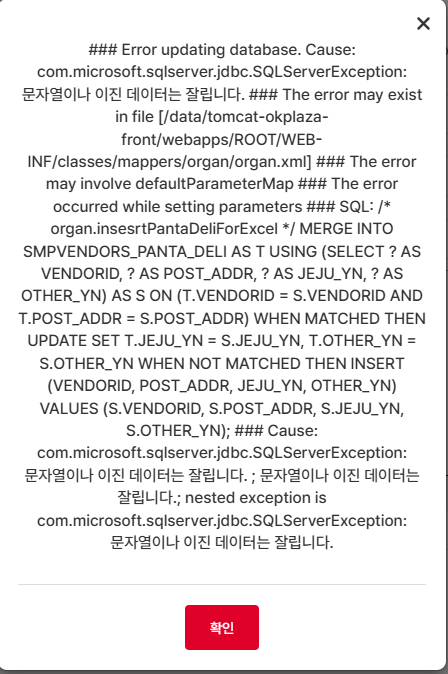 ### Error updating database. Cause:
com.microsoft.sqlserver.jdbc.SQLServerException:
문자열이나 이진 데이터는 잘립니다. ### The error may exist
in file [/data/tomcat-okplaza-
front/webapps/ROOT/WEB-
INF/classes/mappers/organ/organ.xml] ### The error
may involve defaultParameterMap ### The error
occurred while setting parameters ### SQL: /*
organ.insesrtPantaDeliForExcel */ MERGE INTO
SMPVENDORS_PANTA_DELI AS T USING (SELECT ? AS
VENDORID, ? AS POST_ADDR, ? AS JEJU_YN, ? AS
OTHER_YN) AS S ON (T.VENDORID = S.VENDORID AND
T.POST_ADDR = S.POST_ADDR) WHEN MATCHED THEN
UPDATE SET T.JEJU_YN = S.JEJU_YN, T.OTHER_YN =
S.OTHER_YN WHEN NOT MATCHED THEN INSERT
(VENDORID, POST_ADDR, JEJU_YN, OTHER_YN)
VALUES (S.VENDORID, S.POST_ADDR, S.JEJU_YN,
S.OTHER_YN); ### Cause:
com.microsoft.sqlserver.jdbc.SQLServerException:
문자열이나 이진 데이터는 잘립니다. ; 문자열이나 이진 데이터는
잘립니다.; nested exception is
com.microsoft.sqlserver.jdbc.SQLServerException:
문자열이나 이진 데이터는 잘립니다.
확인